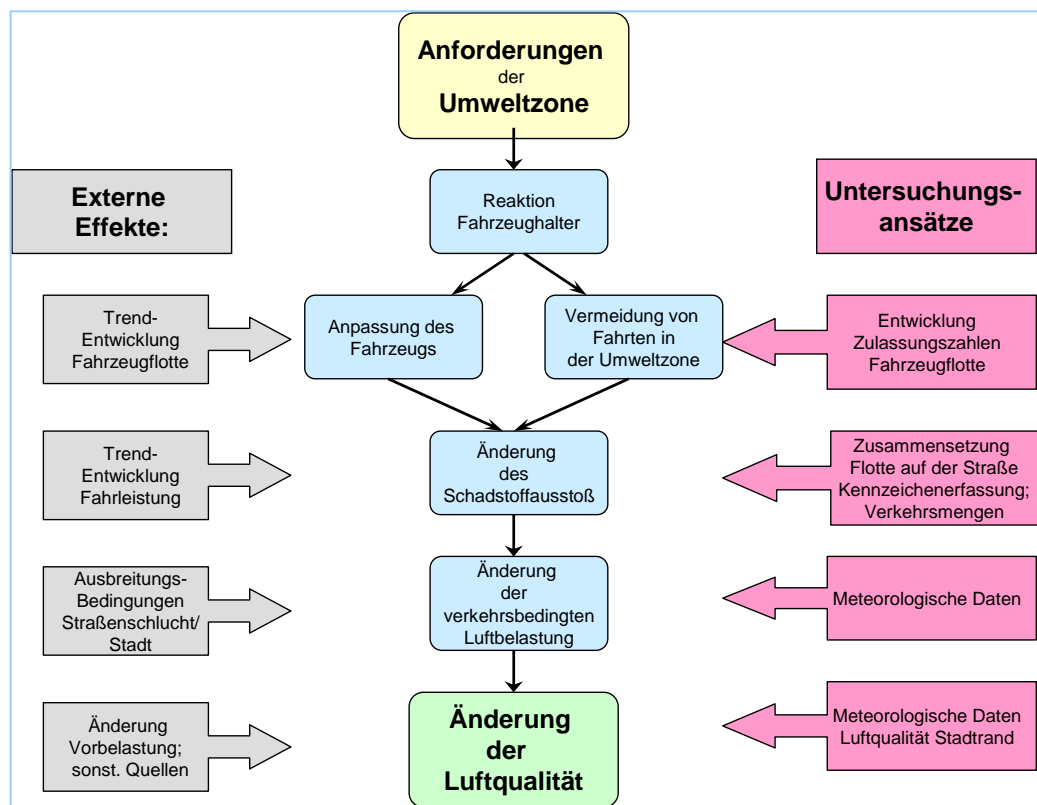 Anforderungen
der
Umweltzone
Externe
Effekte:
Reaktion
Fahrzeughalter
Untersuchungs-
ansätze
Trend-
Entwicklung
Fahrzeugflotte
Anpassung des
Fahrzeugs
Vermeidung von
Fahrten in
der Umweltzone
Entwicklung
Zulassungszahlen
Fahrzeugflotte
Trend-
Entwicklung
Fahrleistung
Änderung
des
Schadstoffausstoß
Zusammensetzung
Flotte auf der Straße
Kennzeichenerfassung;
Verkehrsmengen
Ausbreitungs-
Bedingungen
Straßenschlucht/
Stadt
Änderung
der
verkehrsbedingten
Luftbelastung
Meteorologische Daten
Änderung
Vorbelastung;
sonst. Quellen
Änderung
der
Luftqualität
Meteorologische Daten
Luftqualität Stadtrand